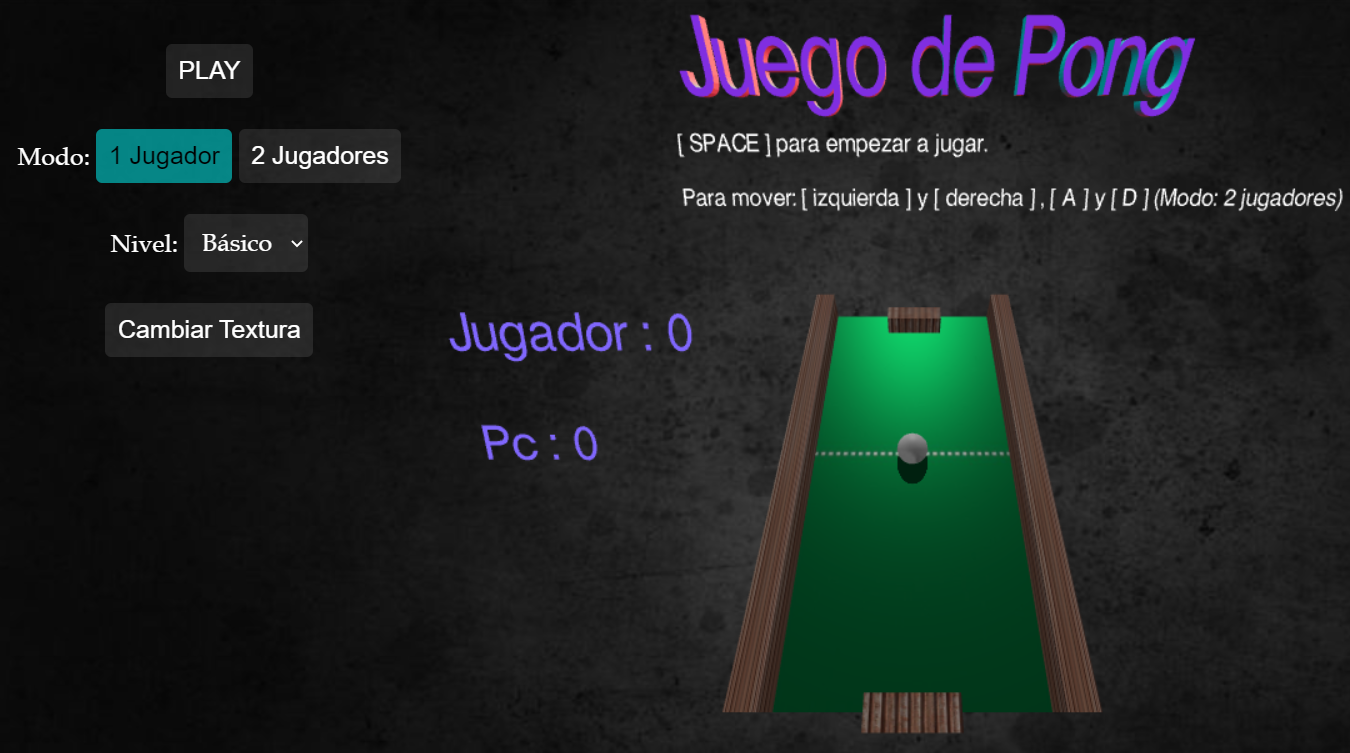 PLAY
Modo: 1 Jugador 2 Jugadores
Nivel: Básico
Cambiar Textura
Juego de Pong
[ SPACE ] para empezar a jugar.
Para mover: [ izquierda ] y [ derecha ] , [ A ] y [ D ] (Modo: 2 jugadores)
Jugador : 0
Pc : 0